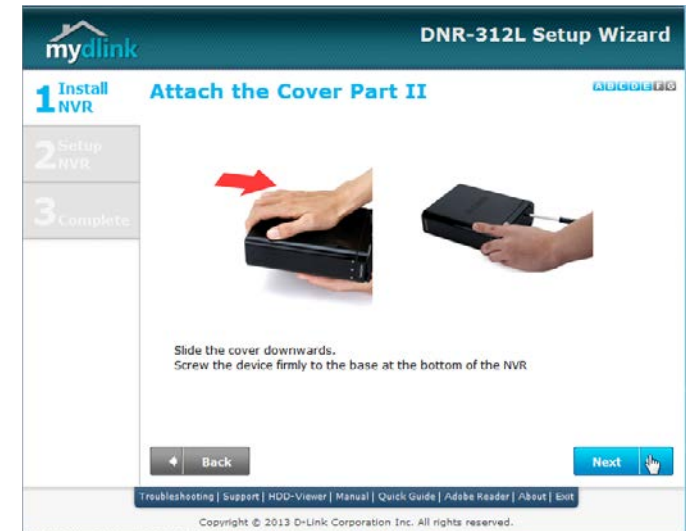 mydlink
DNR-312L Setup Wizard
1 Install
NVR
Attach the Cover Part II
A B C D E F G
2 Setup
NVR
3 Complete
Slide the cover downwards.
Screw the device firmly to the base at the bottom of the NVR
Back
Next
Troubleshooting | Support | HDD-Viewer | Manual | Quick Guide | Adobe Reader | About | Exit
Copyright © 2013 D-Link Corporation Inc. All rights reserved.